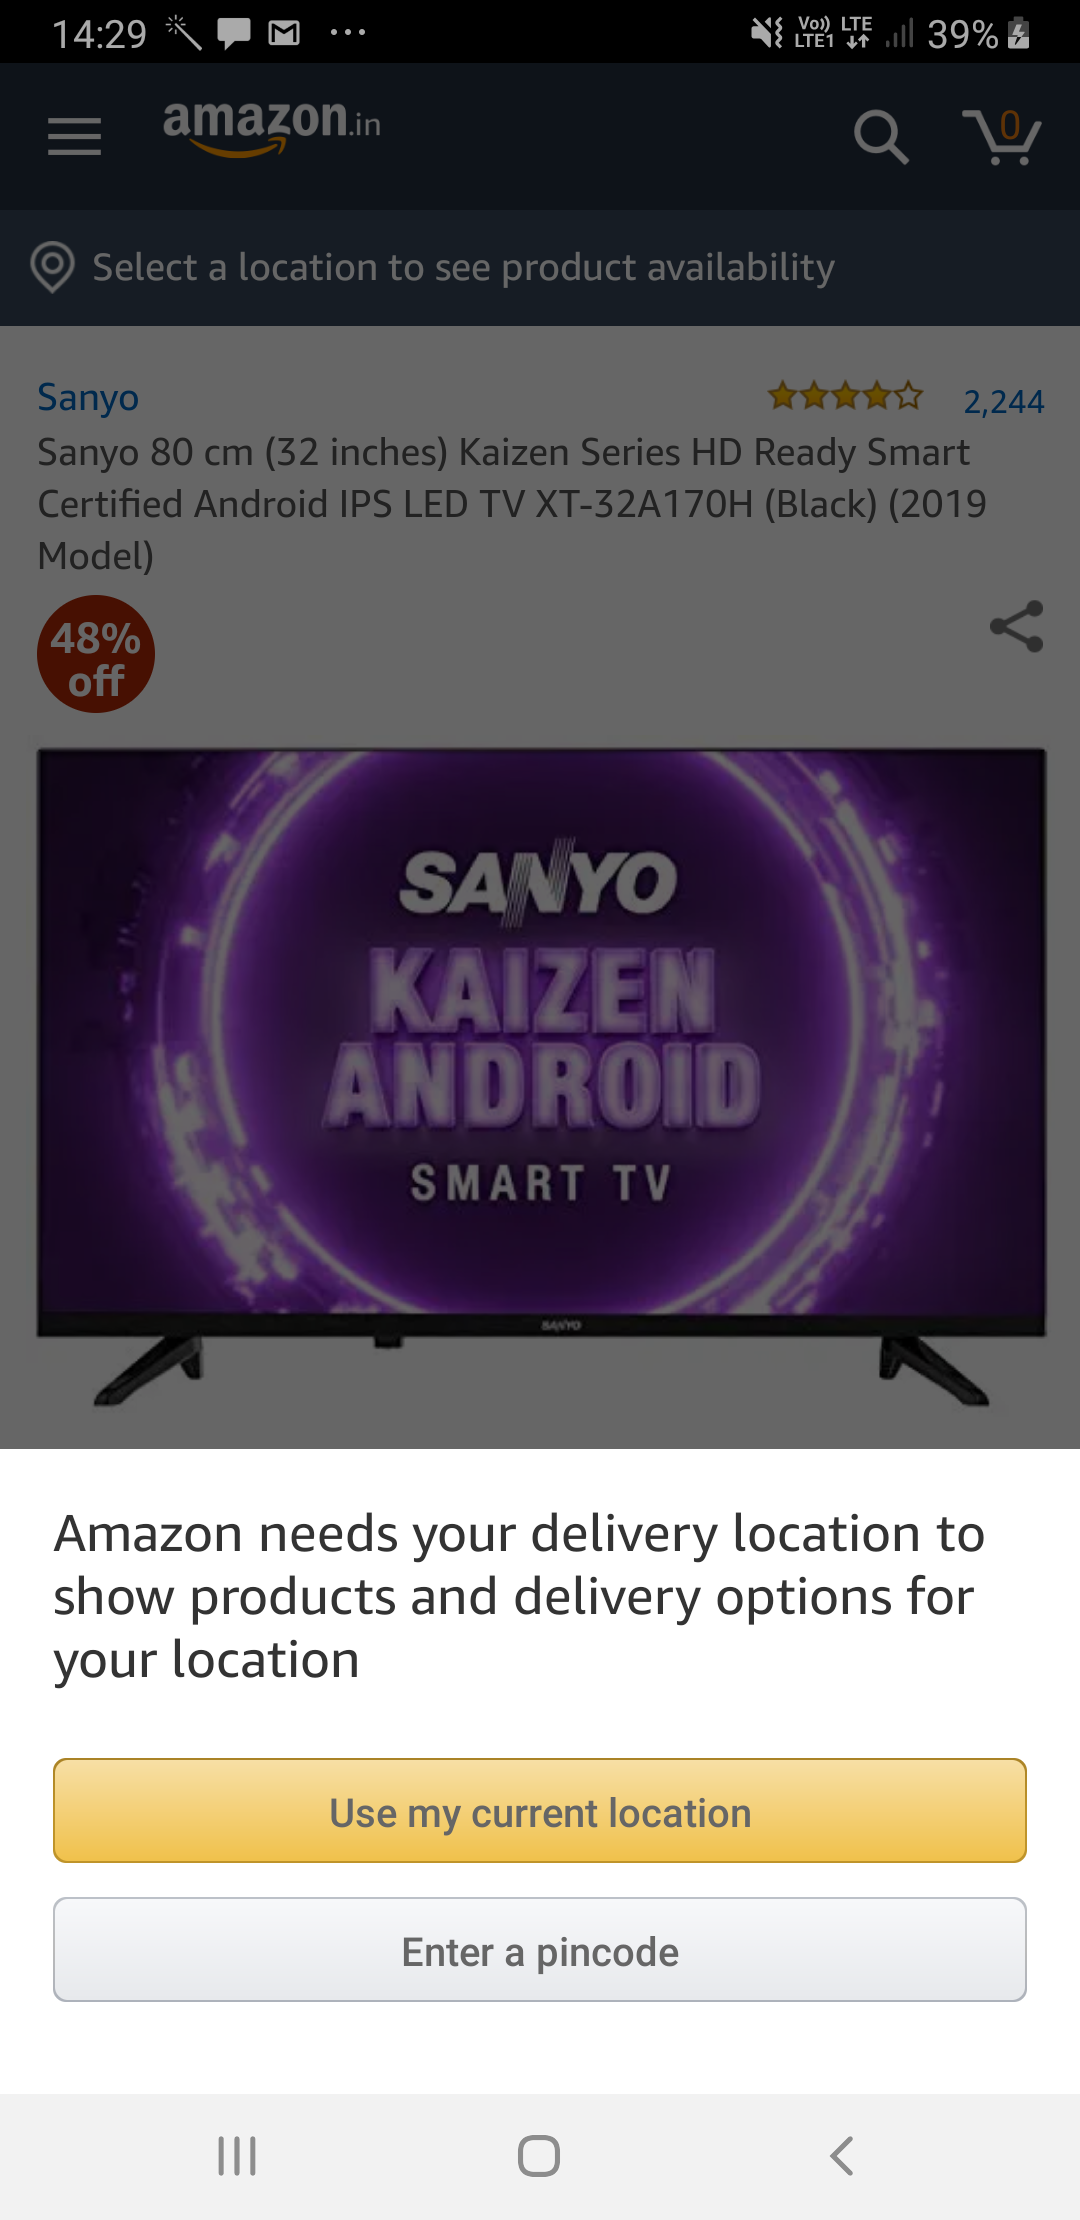 14:29
Vo)) LTE
LTE1
39%
amazon.in
0
Select a location to see product availability
Sanyo
2,244
Sanyo 80 cm (32 inches) Kaizen Series HD Ready Smart
Certified Android IPS LED TV XT-32A170H (Black) (2019
Model)
48%
off
SANYO
KAIZEN
ANDROID
SMART TV
SANYO
Amazon needs your delivery location to
show products and delivery options for
your location
Use my current location
Enter a pincode